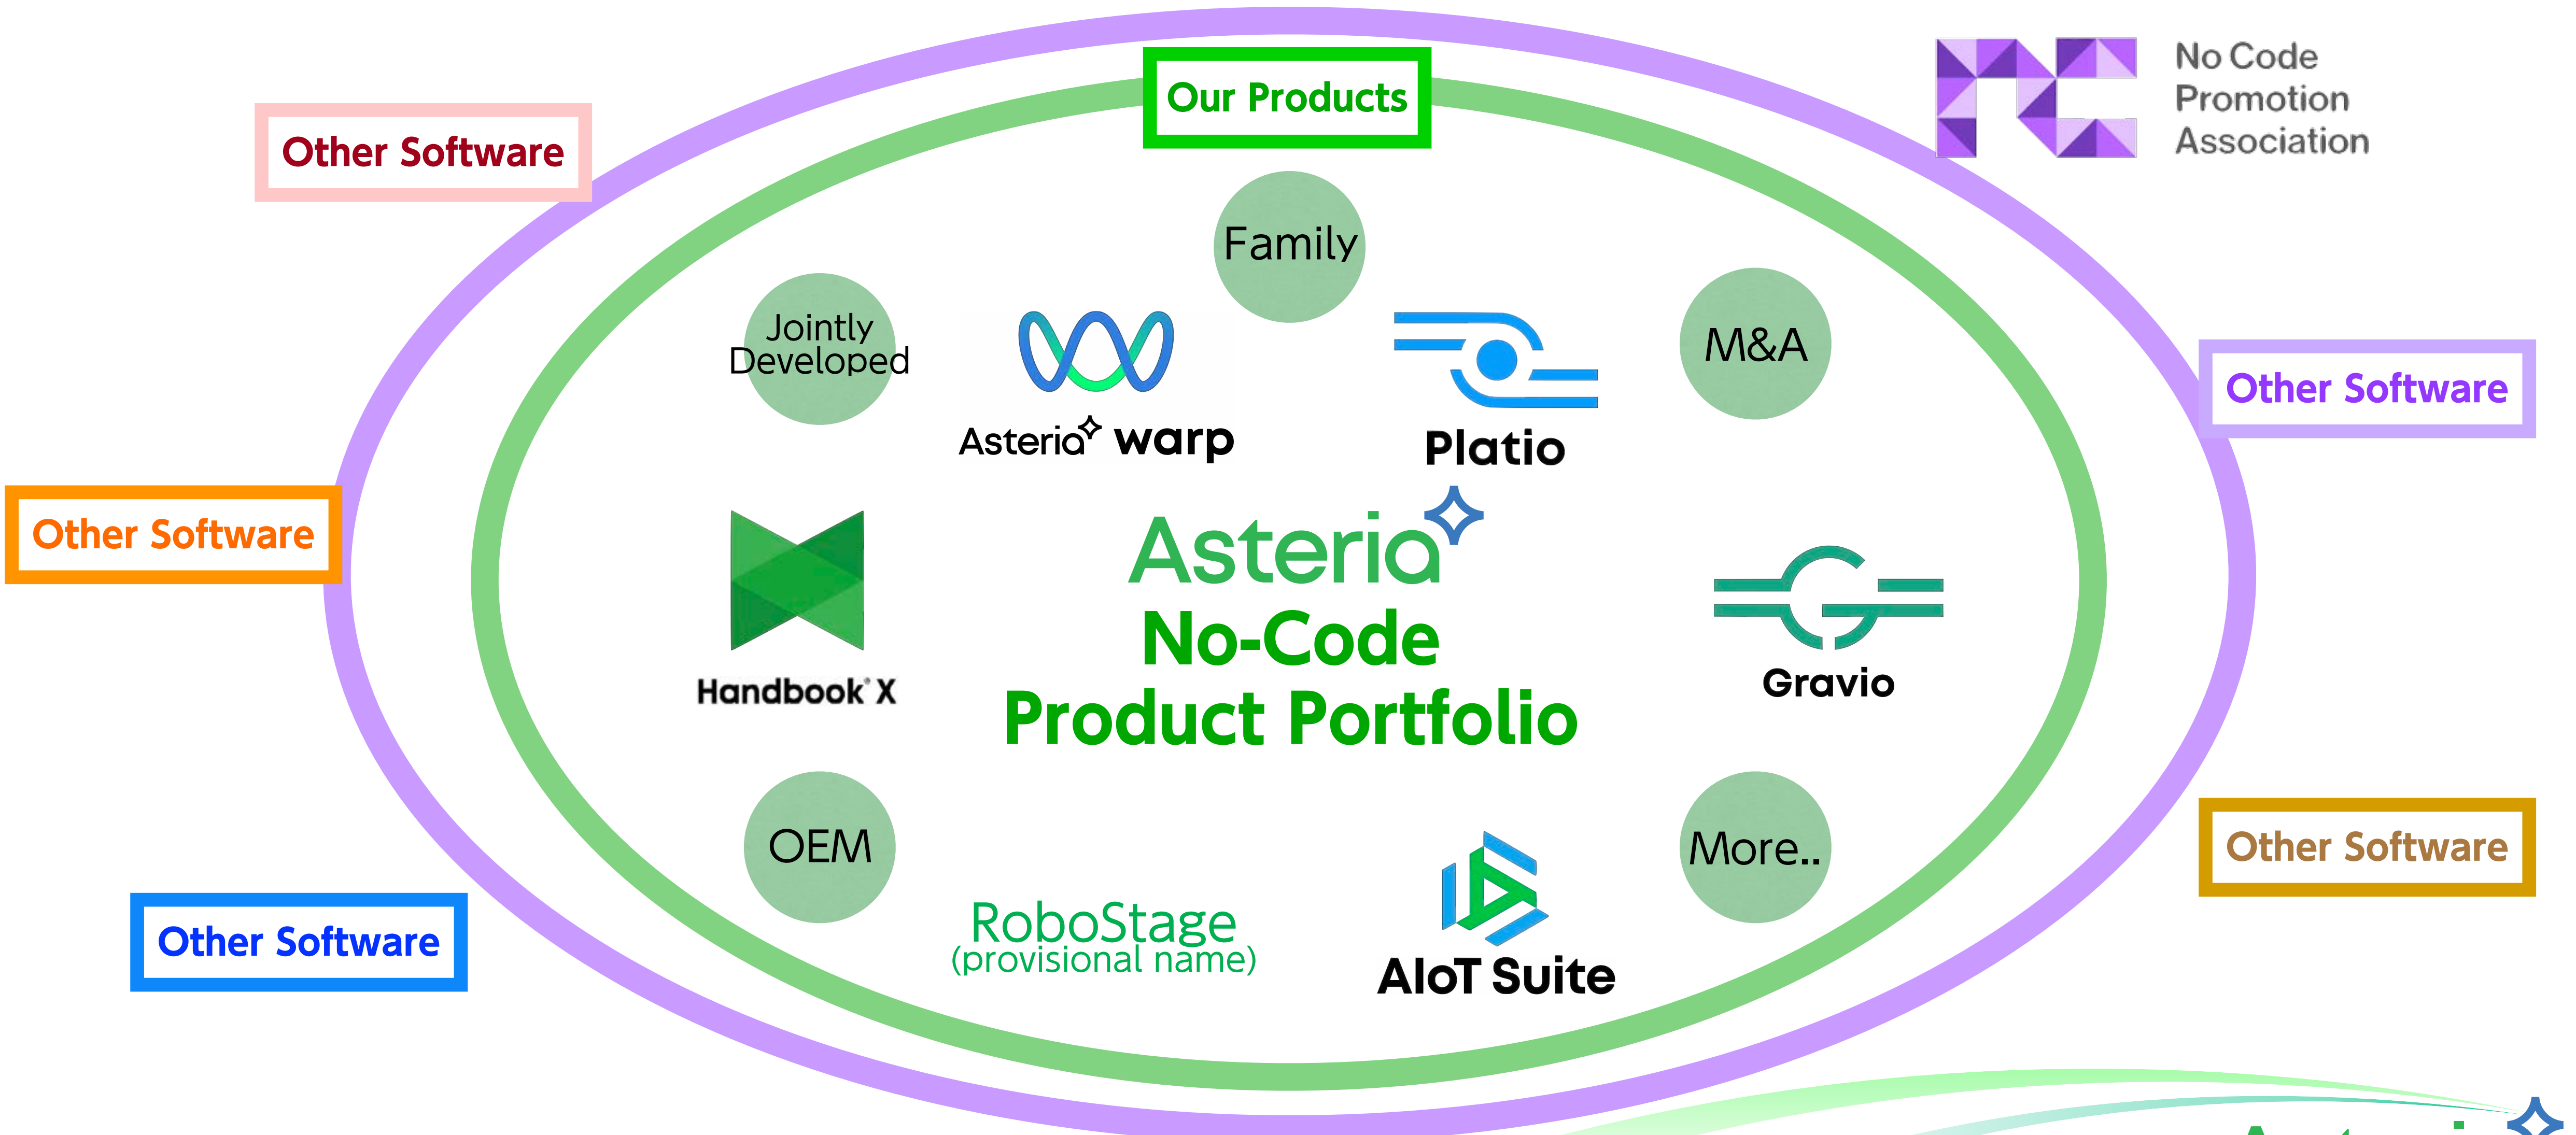 Our Products
No Code
Promotion
Association
Other Software
Family
Jointly
Developed
M&A
Asteria warp
Platio
Other Software
Other Software
Asteria
No-Code
Product Portfolio
Handbook® X
Gravio
OEM
More..
Other Software
RoboStage
(provisional name)
AIoT Suite
Other Software